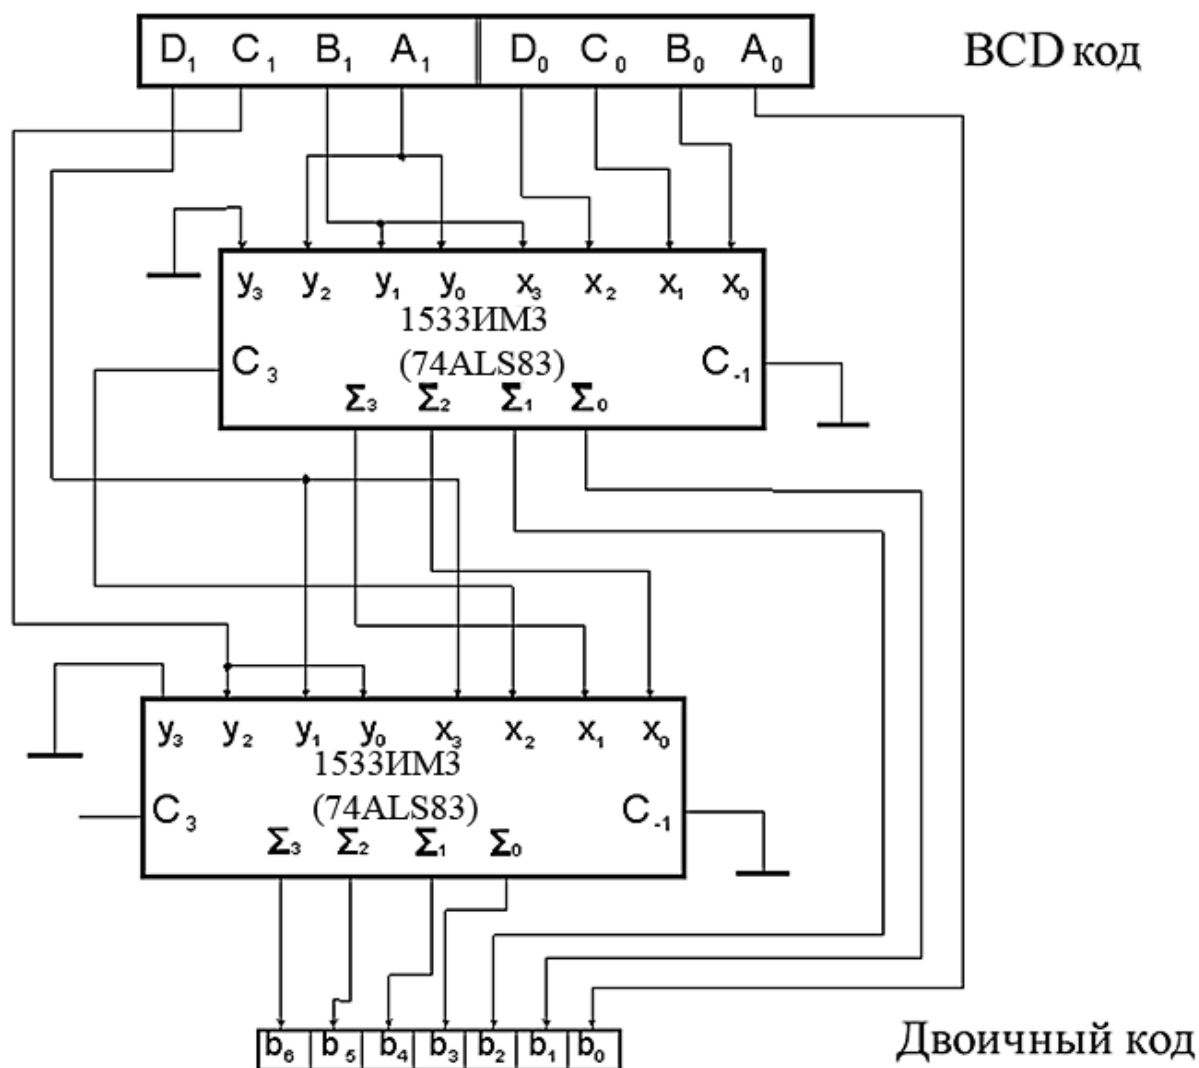 D₁ C₁ B₁ A₁ D₀ C₀ B₀ A₀ BCD код
y₃ y₂ y₁ y₀ x₃ x₂ x₁ x₀
1533ИМ3
C₃ (74ALS83) C₋₁
Σ₃ Σ₂ Σ₁ Σ₀
y₃ y₂ y₁ y₀ x₃ x₂ x₁ x₀
1533ИМ3
C₃ (74ALS83) C₋₁
Σ₃ Σ₂ Σ₁ Σ₀
b₆ b₅ b₄ b₃ b₂ b₁ b₀ Двоичный код